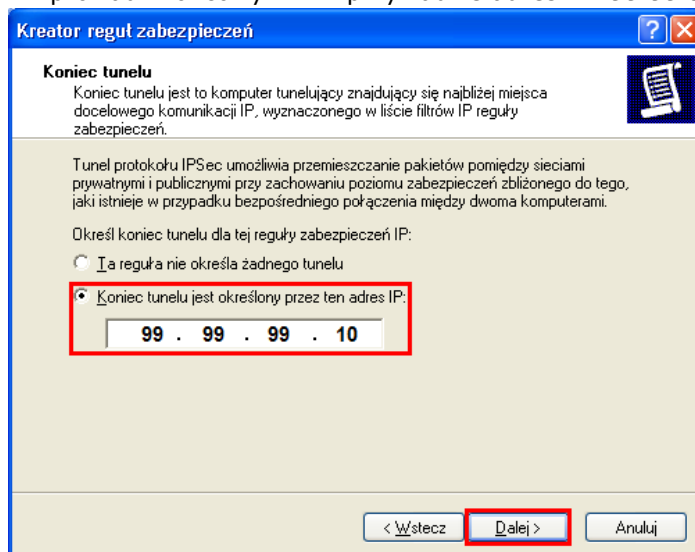 Kreator reguł zabezpieczeń
Koniec tunelu
Koniec tunelu jest to komputer tunelujący znajdujący się najbliżej miejsca
docelowego komunikacji IP, wyznaczonego w liście filtrów IP reguły
zabezpieczeń.
Tunel protokołu IPSec umożliwia przemieszczanie pakietów pomiędzy sieciami
prywatnymi i publicznymi przy zachowaniu poziomu zabezpieczeń zbliżonego do tego,
jaki istnieje w przypadku bezpośredniego połączenia między dwoma komputerami.
Określ koniec tunelu dla tej reguły zabezpieczeń IP:
Ta reguła nie określa żadnego tunelu
Koniec tunelu jest określony przez ten adres IP:
99 . 99 . 99 . 10
< Wstecz Dalej > Anuluj